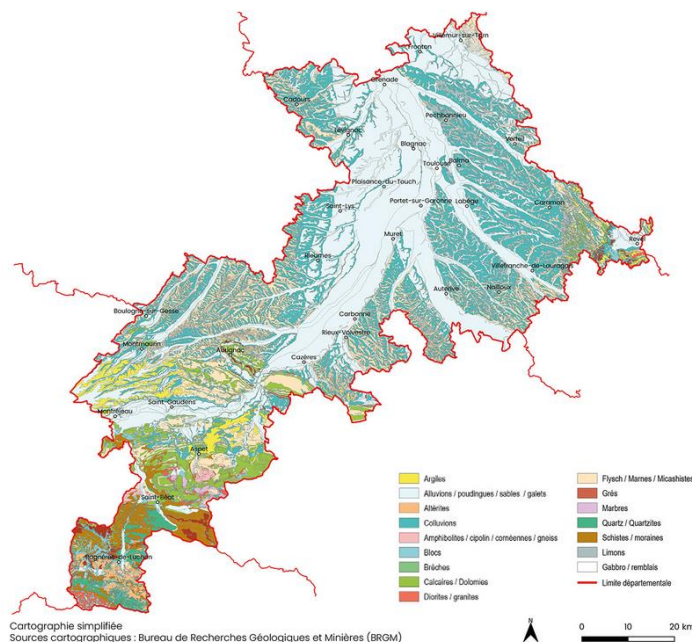 Villemur-sur-Tarn
Fronton
Grenade
Cadours
Pechbonnieu
Lévignac
Verfeil
Blagnac
Toulouse
Balma
Plaisance-du-Touch
Saint-Lys
Portet-sur-Garonne
Labège
Caraman
Muret
Revel
Rieumes
Villefranche-de-Lauragais
Auterive
Nailloux
Boulogne-sur-Gesse
Carbonne
Rieux-Volvestre
Montmaurin
Aurignac
Cazères
Saint-Gaudens
Montréjeau
Aspet
Saint-Béat
Bagnères-de-Luchon
Argiles
Alluvions / poudingues / sables / galets
Altérites
Colluvions
Amphibolites / cipolin / cornéennes / gneiss
Blocs
Brèches
Calcaires / Dolomies
Diorites / granites
Flysch / Marnes / Micashistes
Grès
Marbres
Quartz / Quartzites
Schistes / moraines
Limons
Gabbro / remblais
Limite départementale
Cartographie simplifiée
Sources cartographiques : Bureau de Recherches Géologiques et Minières (BRGM)
N
0 10 20 km